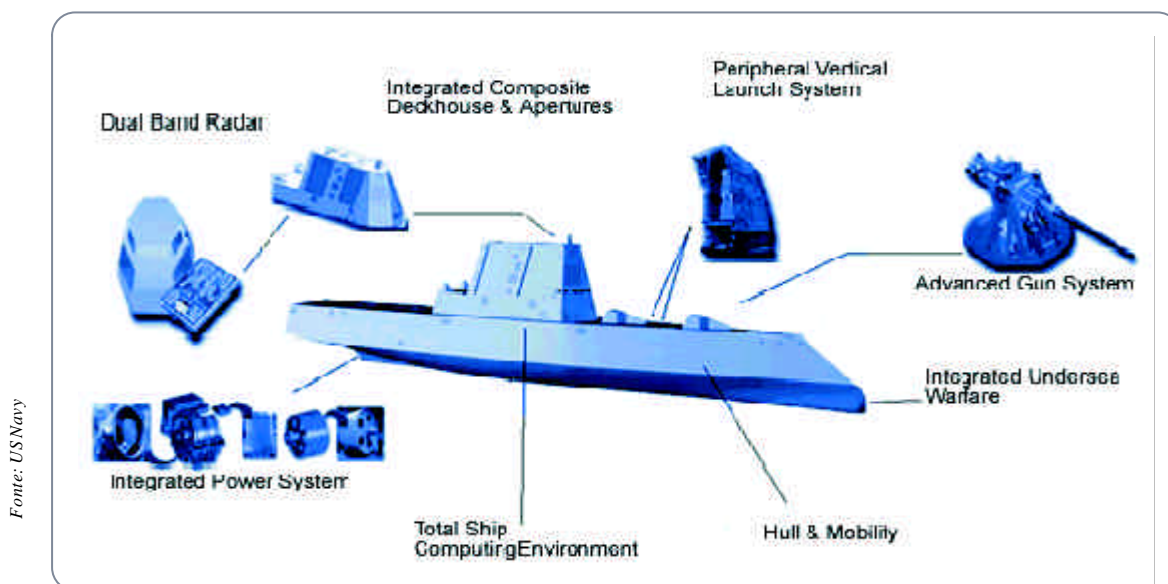 Peripheral Vertical
Launch System
Integrated Composite
Deckhouse & Apertures
Dual Band Radar
Advanced Gun System
Integrated Undersea
Warfare
Integrated Power System
Total Ship
ComputingEnvironment
Hull & Mobility
Fonte: USNavy